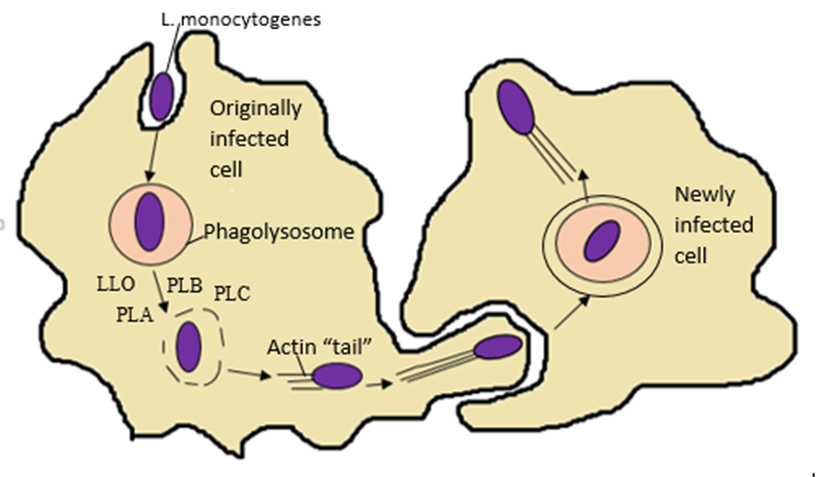 L. monocytogenes
Originally
infected
cell
Phagolysosome
LLO PLB PLC
PLA
Actin “tail”
Newly
infected
cell